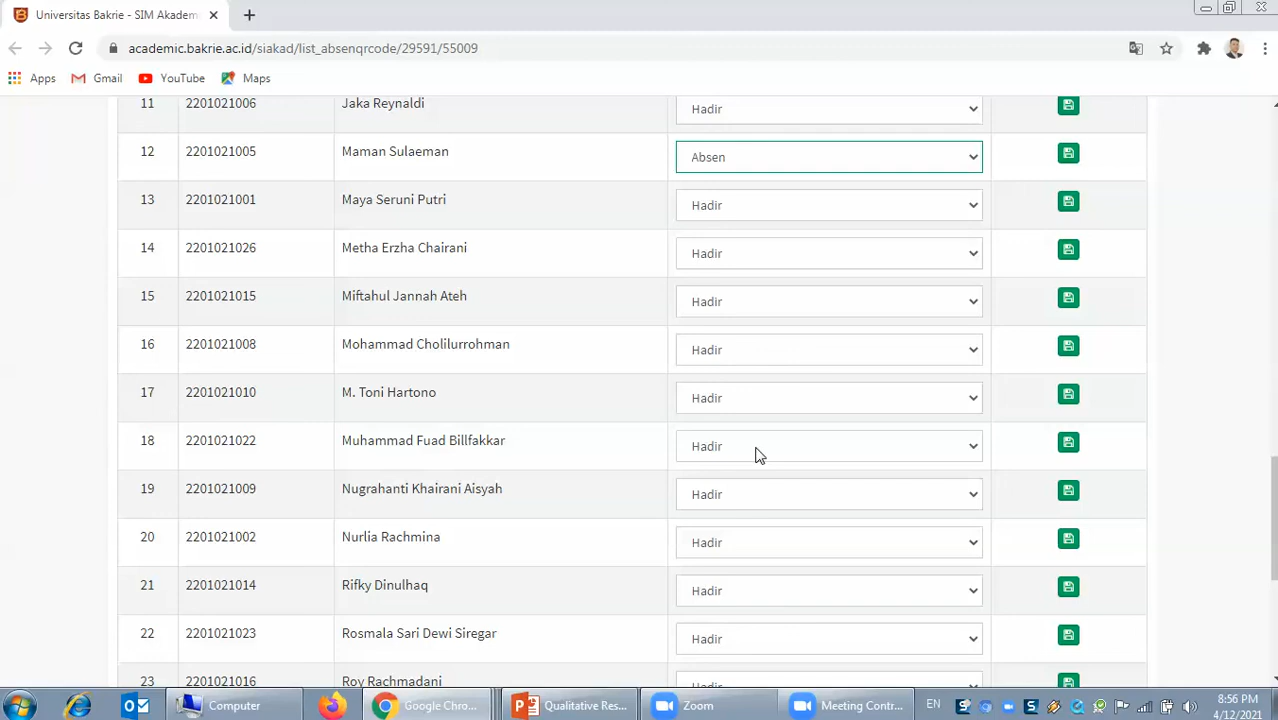 Universitas Bakrie - SIM Akadem
academic.bakrie.ac.id/siakad/list_absenqrcode/29591/55009
Apps Gmail YouTube Maps
11 2201021006 Jaka Reynaldi Hadir
12 2201021005 Maman Sulaeman Absen
13 2201021001 Maya Seruni Putri Hadir
14 2201021026 Metha Erzha Chairani Hadir
15 2201021015 Miftahul Jannah Ateh Hadir
16 2201021008 Mohammad Cholilurrohman Hadir
17 2201021010 M. Toni Hartono Hadir
18 2201021022 Muhammad Fuad Billfakkar Hadir
19 2201021009 Nugrahanti Khairani Aisyah Hadir
20 2201021002 Nurlia Rachmina Hadir
21 2201021014 Rifky Dinulhaq Hadir
22 2201021023 Rosmala Sari Dewi Siregar Hadir
23 2201021016 Roy Rachmadani Hadir
Computer Google Chro... Qualitative Res... Zoom Meeting Contr... EN 8:56 PM
4/12/2021